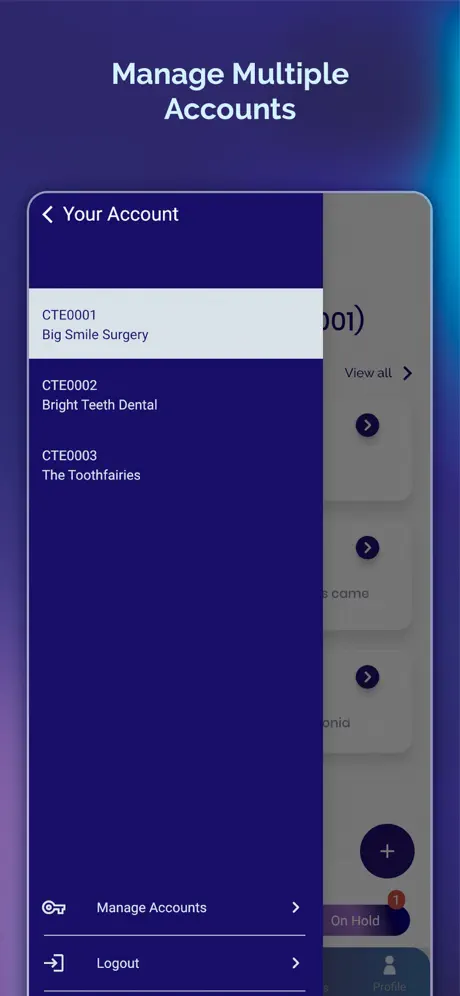 Manage Multiple
Accounts
Your Account
CTE0001
Big Smile Surgery
001)
View all
CTE0002
Bright Teeth Dental
CTE0003
The Toothfairies
came
Manage Accounts
1
On Hold
Logout
Profile